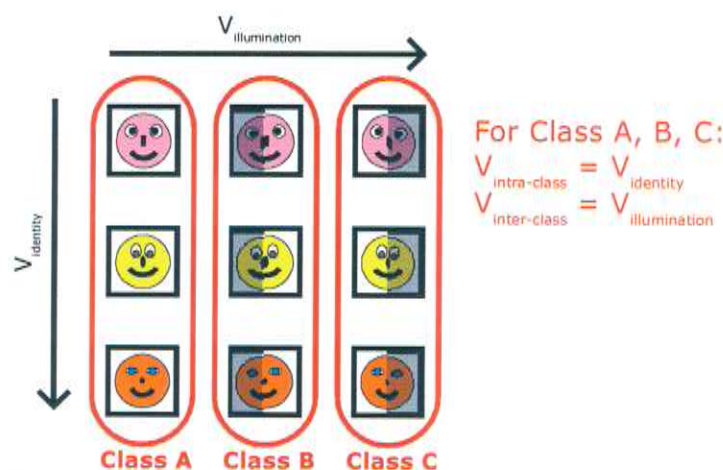 V illumination
V identity
For Class A, B, C:
V intra-class = V identity
V inter-class = V illumination
Class A Class B Class C